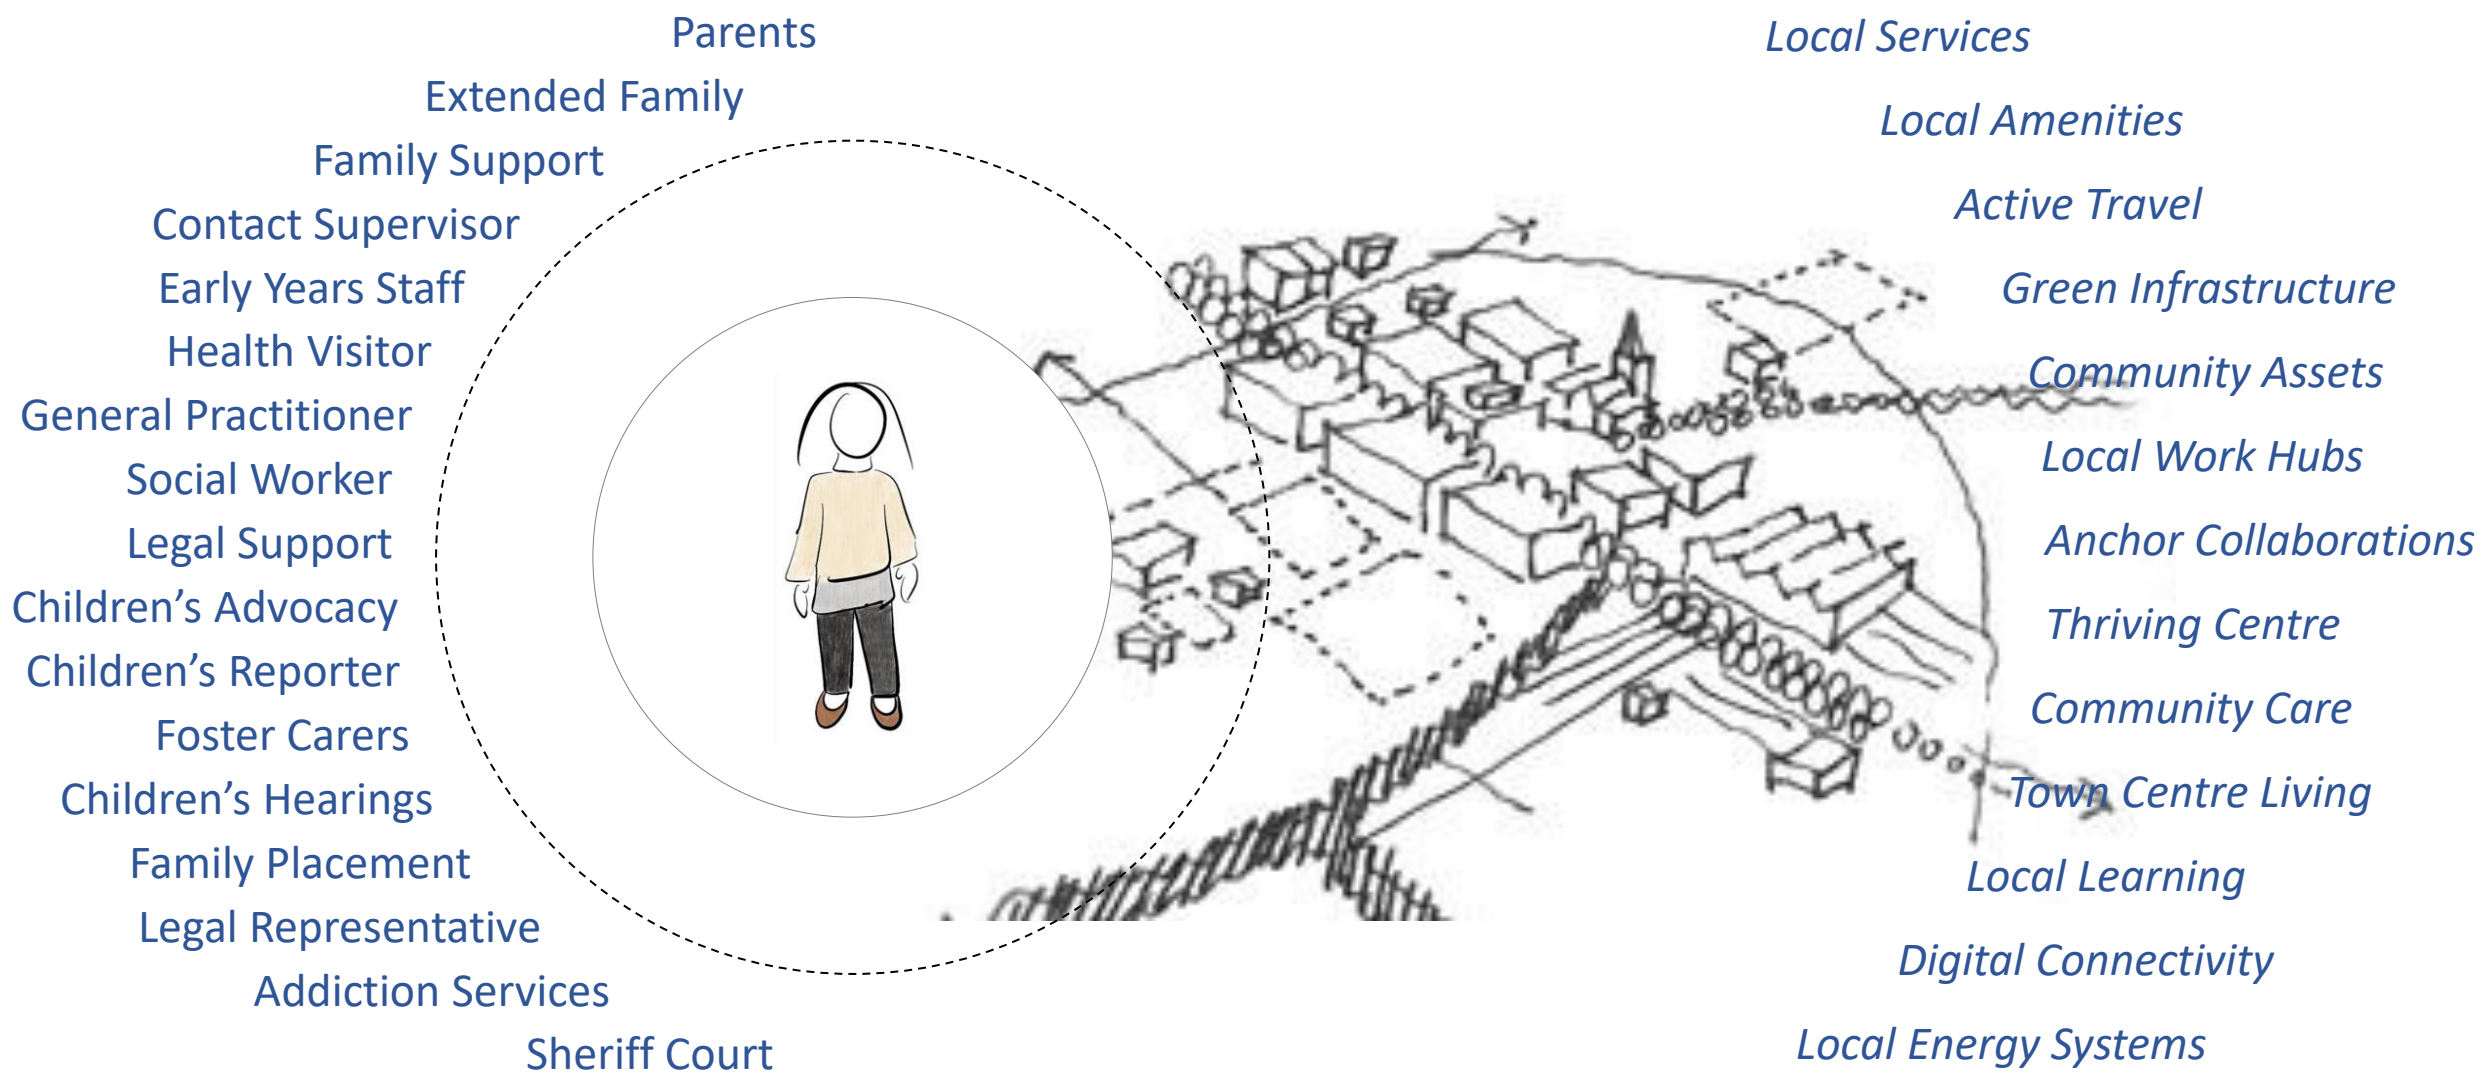 Parents
Extended Family
Family Support
Contact Supervisor
Early Years Staff
Health Visitor
General Practitioner
Social Worker
Legal Support
Children’s Advocacy
Children’s Reporter
Foster Carers
Children’s Hearings
Family Placement
Legal Representative
Addiction Services
Sheriff Court
Local Services
Local Amenities
Active Travel
Green Infrastructure
Community Assets
Local Work Hubs
Anchor Collaborations
Thriving Centre
Community Care
Town Centre Living
Local Learning
Digital Connectivity
Local Energy Systems